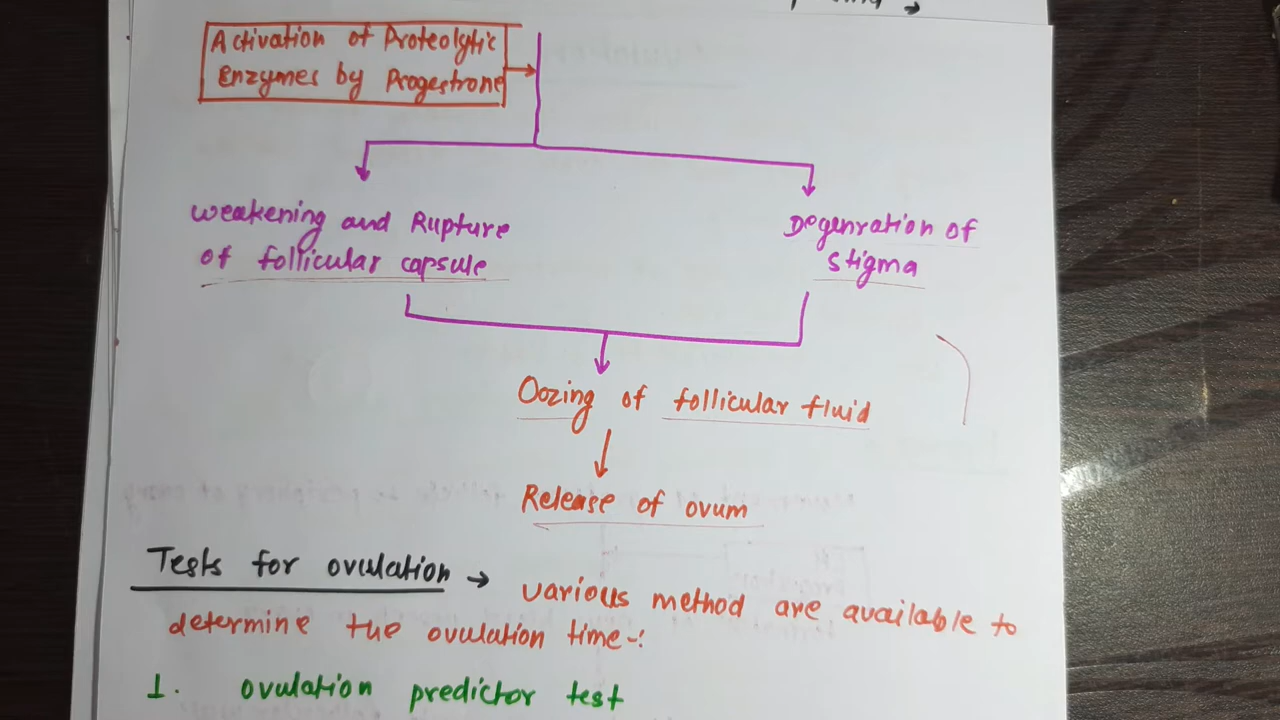 Activation of Proteolytic
Enzymes by Progestrone
weakening and Rupture
of follicular capsule
Degenration of
stigma
Oozing of follicular fluid
Release of ovum
Tests for ovulation →
various method are available to
determine the ovulation time-:
1. ovulation predictor test